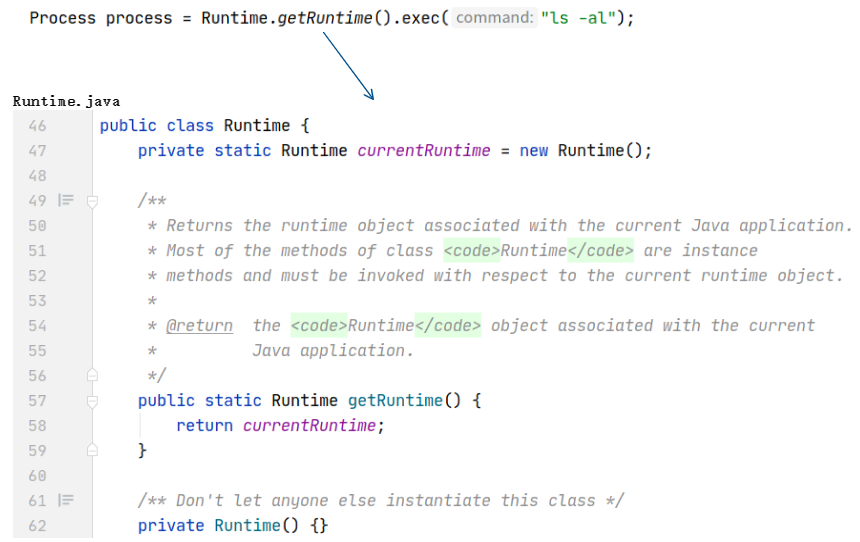 Process process = Runtime.getRuntime().exec( command: "ls -al");
Runtime.java
46 public class Runtime {
47 private static Runtime currentRuntime = new Runtime();
48
49 /**
50 * Returns the runtime object associated with the current Java application.
51 * Most of the methods of class <code>Runtime</code> are instance
52 * methods and must be invoked with respect to the current runtime object.
53 *
54 * @return the <code>Runtime</code> object associated with the current
55 * Java application.
56 */
57 public static Runtime getRuntime() {
58 return currentRuntime;
59 }
60
61 /** Don't let anyone else instantiate this class */
62 private Runtime() {}